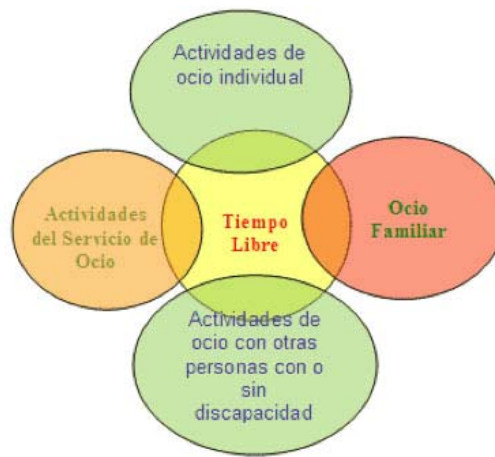 Actividades de
ocio individual
Actividades
del Servicio de
Ocio
Tiempo
Libre
Ocio
Familiar
Actividades de
ocio con otras
personas con o
sin
discapacidad